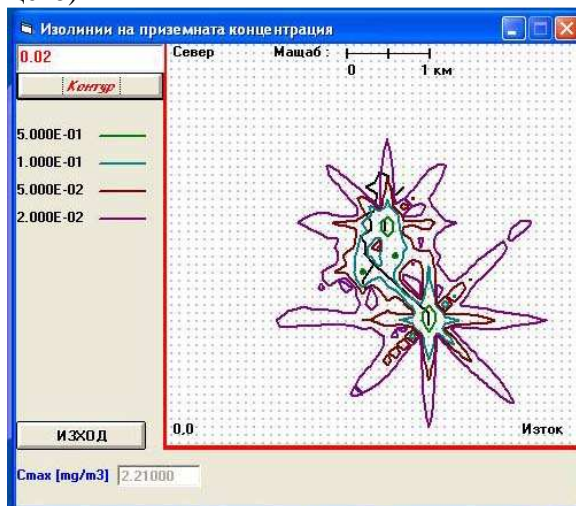 Изолинии на приземната концентрация
0.02
Север
Мащаб :
0
1 км
Контур
5.000E-01
1.000E-01
5.000E-02
2.000E-02
ИЗХОД
0,0
Изток
Cmax [mg/m3]
2.21000